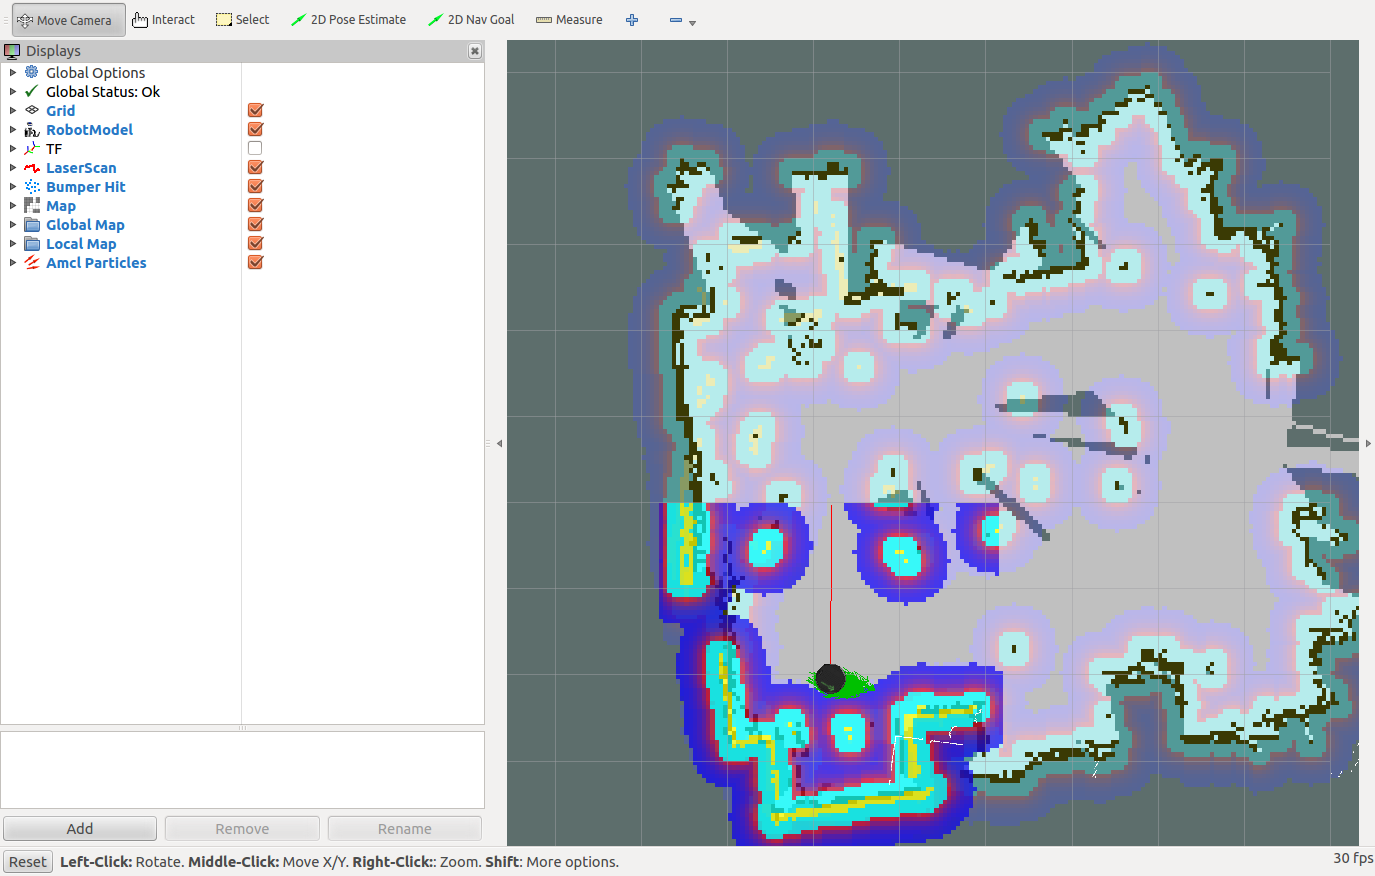 Move Camera Interact Select 2D Pose Estimate 2D Nav Goal Measure
Displays
Global Options
Global Status: Ok
Grid
RobotModel
TF
LaserScan
Bumper Hit
Map
Global Map
Local Map
Amcl Particles
Add Remove Rename
Reset Left-Click: Rotate. Middle-Click: Move X/Y. Right-Click:: Zoom. Shift: More options. 30 fps